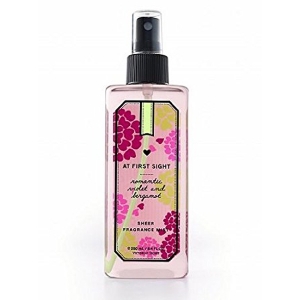 AT FIRST SIGHT
romantic
violet and
bergamot
SHEER
FRAGRANCE MIST